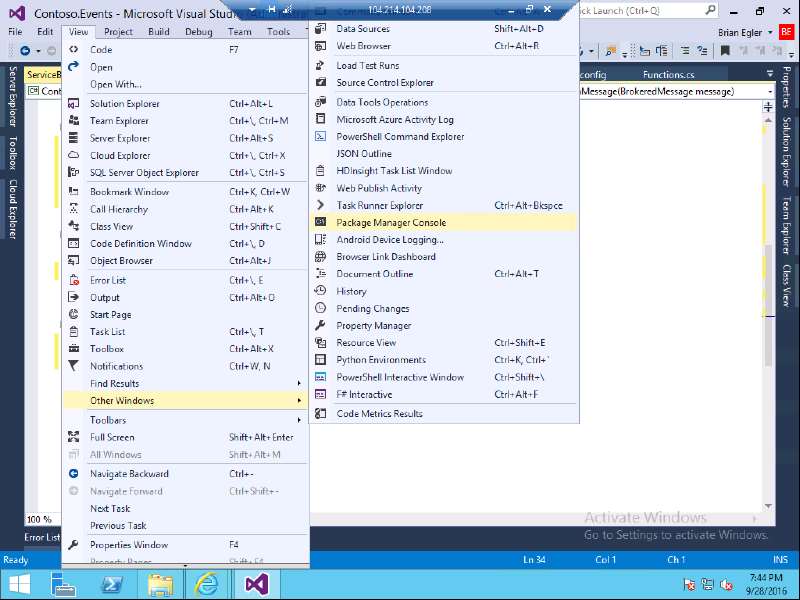 Contoso.Events - Microsoft Visual Stu
104.214.104.208
ck Launch (Ctrl+Q)
File Edit View Project Build Debug Team Tools
Brian Egler BE
Server Explorer
Toolbox
Cloud Explorer
ServiceB
Cont
config Functions.cs
Message(BrokeredMessage message)
Properties
Solution Explorer
Team Explorer
Class View
Code F7
Open
Open With...
Solution Explorer Ctrl+Alt+L
Team Explorer Ctrl+\, Ctrl+M
Server Explorer Ctrl+Alt+S
Cloud Explorer Ctrl+\, Ctrl+X
SQL Server Object Explorer Ctrl+\, Ctrl+S
Bookmark Window Ctrl+K, Ctrl+W
Call Hierarchy Ctrl+Alt+K
Class View Ctrl+Shift+C
Code Definition Window Ctrl+\, D
Object Browser Ctrl+Alt+J
Error List Ctrl+\, E
Output Ctrl+Alt+O
Start Page
Task List Ctrl+\, T
Toolbox Ctrl+Alt+X
Notifications Ctrl+W, N
Find Results
Other Windows
Toolbars
Full Screen Shift+Alt+Enter
All Windows Shift+Alt+M
Navigate Backward Ctrl+-
Navigate Forward Ctrl+Shift+-
Next Task
Previous Task
Properties Window F4
Property Pages Shift+F4
Data Sources Shift+Alt+D
Web Browser Ctrl+Alt+R
Load Test Runs
Source Control Explorer
Data Tools Operations
Microsoft Azure Activity Log
PowerShell Command Explorer
JSON Outline
HDInsight Task List Window
Web Publish Activity
Task Runner Explorer Ctrl+Alt+Bkspce
Package Manager Console
Android Device Logging...
Browser Link Dashboard
Document Outline Ctrl+Alt+T
History
Pending Changes
Property Manager
Resource View Ctrl+Shift+E
Python Environments Ctrl+K, Ctrl+`
PowerShell Interactive Window Ctrl+Shift+\
F# Interactive Ctrl+Alt+F
Code Metrics Results
100 %
Error List
Activate Windows
Go to Settings to activate Windows.
Ready Ln 34 Col 1 Ch 1 INS
7:44 PM
9/28/2016